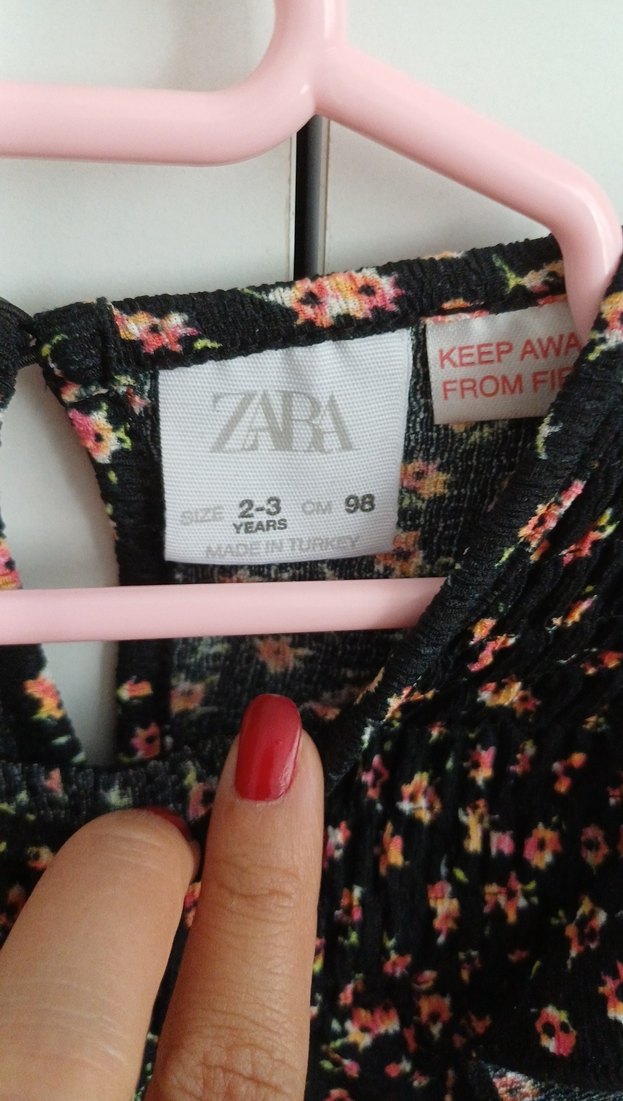 ZARA
SIZE 2-3 CM 98
YEARS
MADE IN TURKEY
KEEP AWA
FROM FI